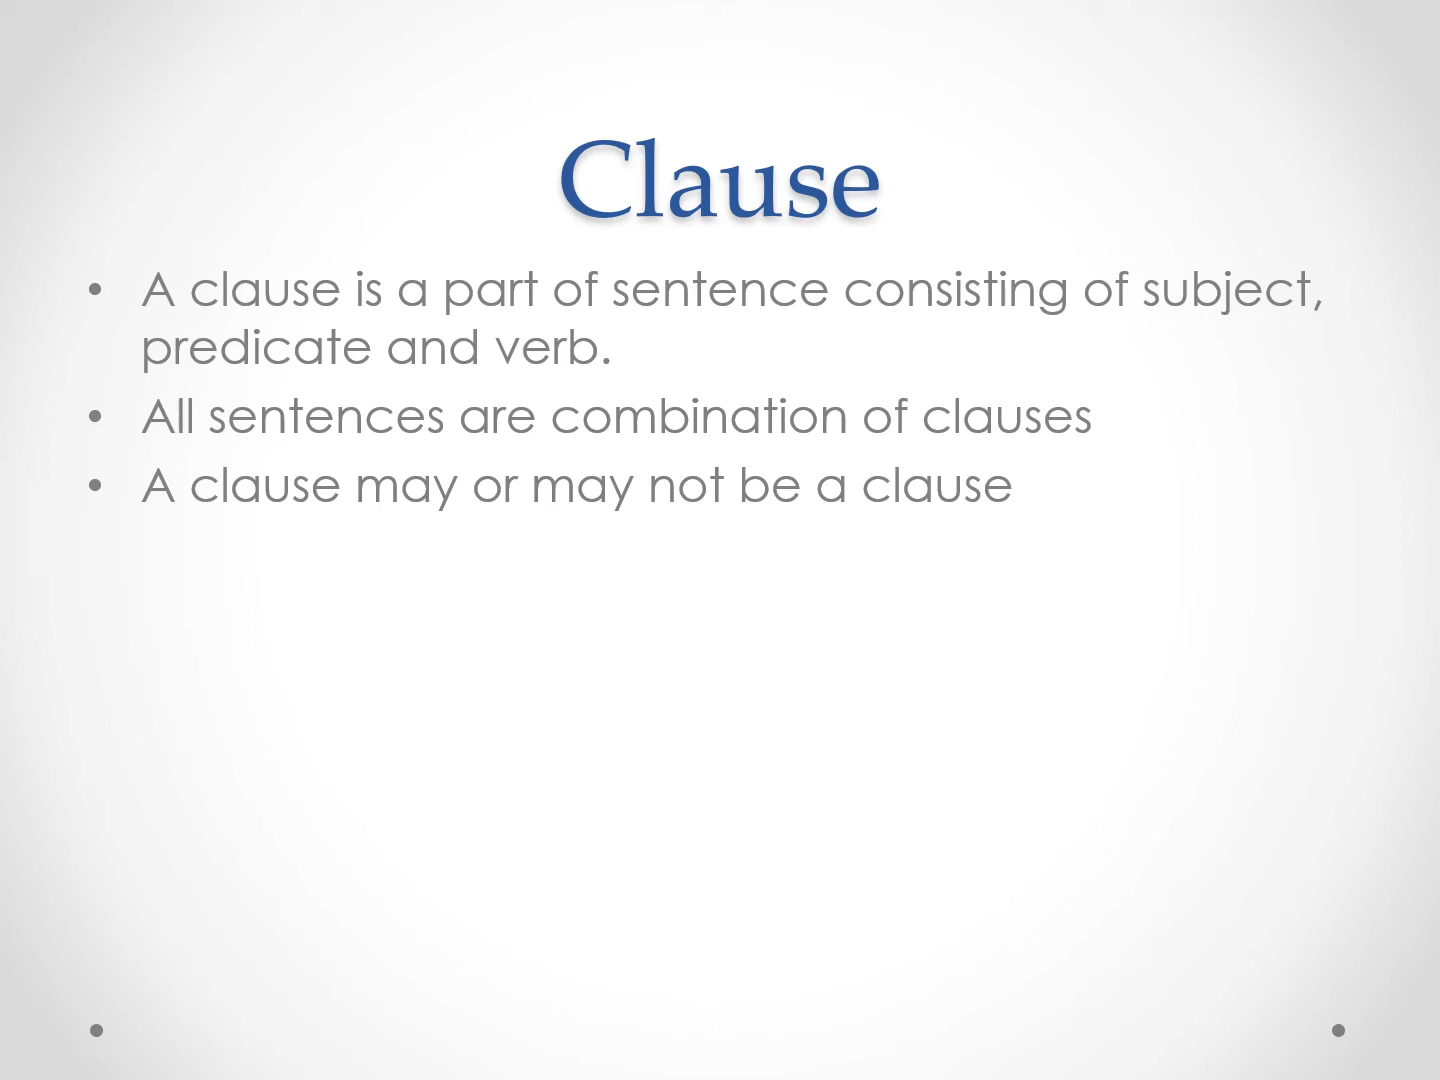 Clause
• A clause is a part of sentence consisting of subject,
predicate and verb.
• All sentences are combination of clauses
• A clause may or may not be a clause